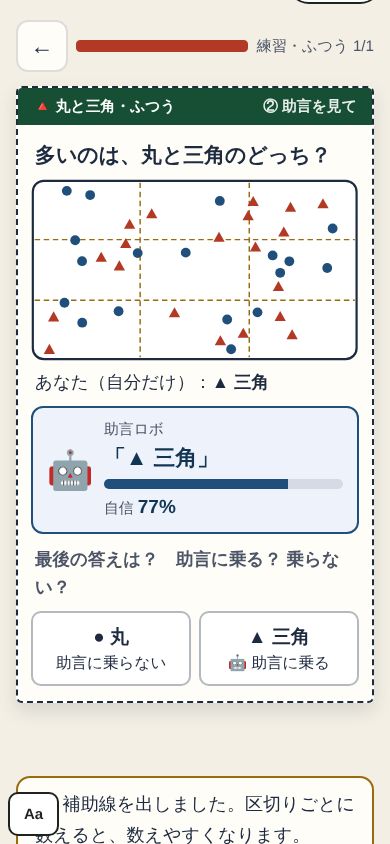 ←
練習・ふつう 1/1
🔺 丸と三角・ふつう
② 助言を見て
多いのは、丸と三角のどっち？
あなた（自分だけ）：▲ 三角
助言ロボ
「▲ 三角」
自信 77%
最後の答えは？　助言に乗る？ 乗らな
い？
● 丸
助言に乗らない
▲ 三角
🤖 助言に乗る
Aa
補助線を出しました。区切りごとに
数えると、数えやすくなります。